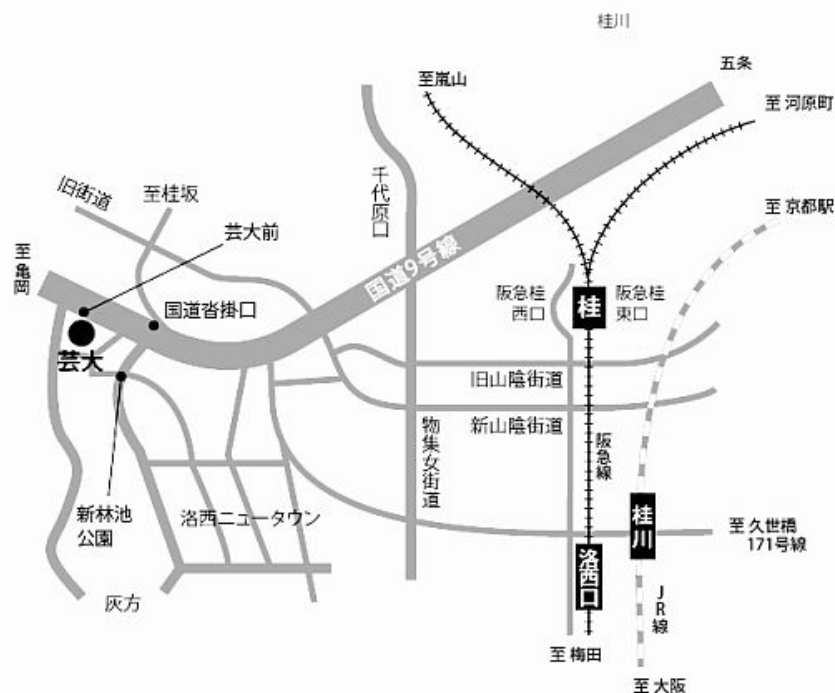 桂川
五条
至嵐山
至 河原町
千代原口
旧街道
至桂坂
至 京都駅
芸大前
至亀岡
国道9号線
国道沓掛口
阪急桂
西口
桂
阪急桂
東口
芸大
旧山陰街道
新山陰街道
物集女街道
阪急線
新林池
公園
洛西ニュータウン
桂川
至 久世橋
171号線
洛西口
灰方
JR線
至 梅田
至 大阪